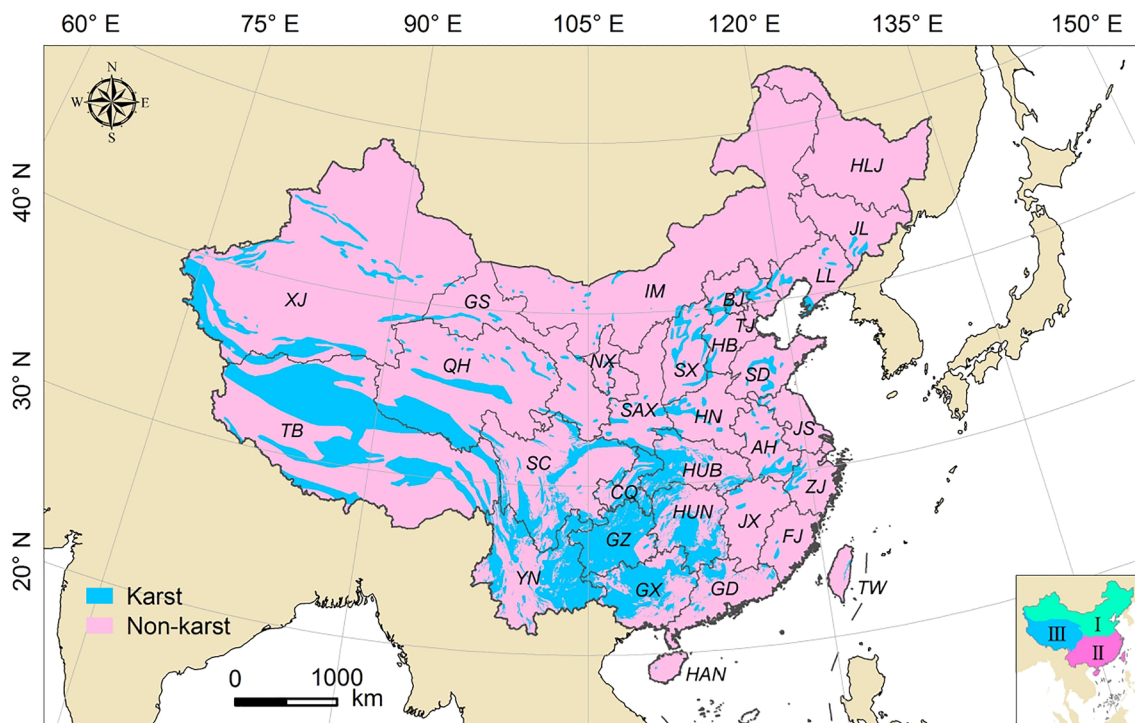 60° E 75° E 90° E 105° E 120° E 135° E 150° E
N
W E
S
40° N
30° N
20° N
HLJ
JL
LL
IM
BJ
TJ
XJ
GS
HB
NX
SX
SD
QH
SAX
HN
JS
TB
AH
SC
HUB
ZJ
CQ
HUN
JX
GZ
FJ
YN
GX
GD
TW
HAN
Karst
Non-karst
0 1000
km
I
III
II